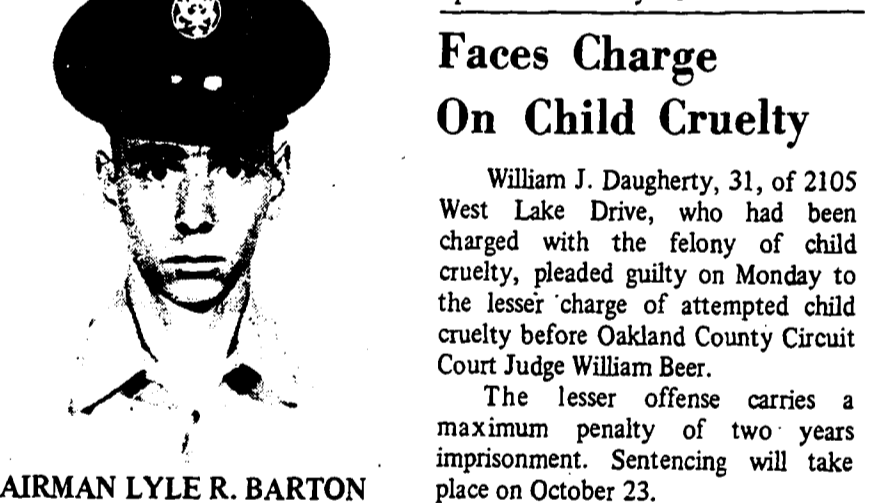 AIRMAN LYLE R. BARTON
Faces Charge
On Child Cruelty
William J. Daugherty, 31, of 2105
West Lake Drive, who had been
charged with the felony of child
cruelty, pleaded guilty on Monday to
the lesser charge of attempted child
cruelty before Oakland County Circuit
Court Judge William Beer.
The lesser offense carries a
maximum penalty of two years
imprisonment. Sentencing will take
place on October 23.